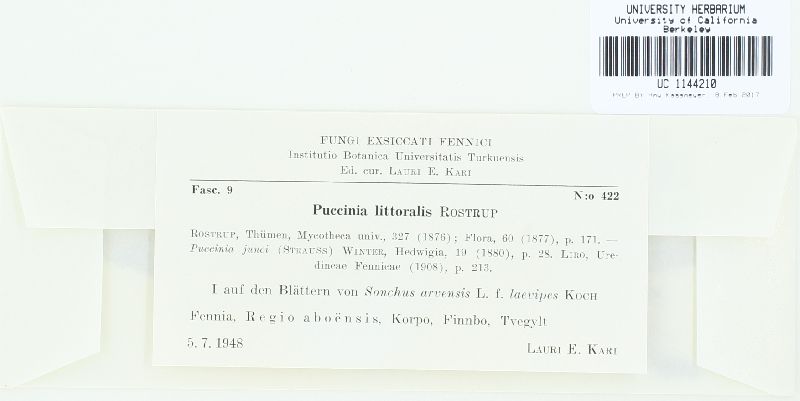 UNIVERSITY HERBARIUM
University of California
Berkeley
UC 1144210
FUNGI EXSICCATI FENNICI
Institutio Botanica Universitatis Turkuensis
Ed. cur. LAURI E. KARI
Fasc. 9 N:o 422
Puccinia littoralis ROSTRUP
ROSTRUP, Thümen, Mycotheca univ., 327 (1876); Flora, 60 (1877), p. 171. —
Puccinia junci (STRAUSS) WINTER, Hedwigia, 19 (1880), p. 28. LIRO, Ure-
dineae Fennicae (1908), p. 213.
I auf den Blättern von Sonchus arvensis L. f. laevipes KOCH
Fennia, Regio aboënsis, Korpo, Finnbo, Tvegylt
5. 7. 1948
LAURI E. KARI